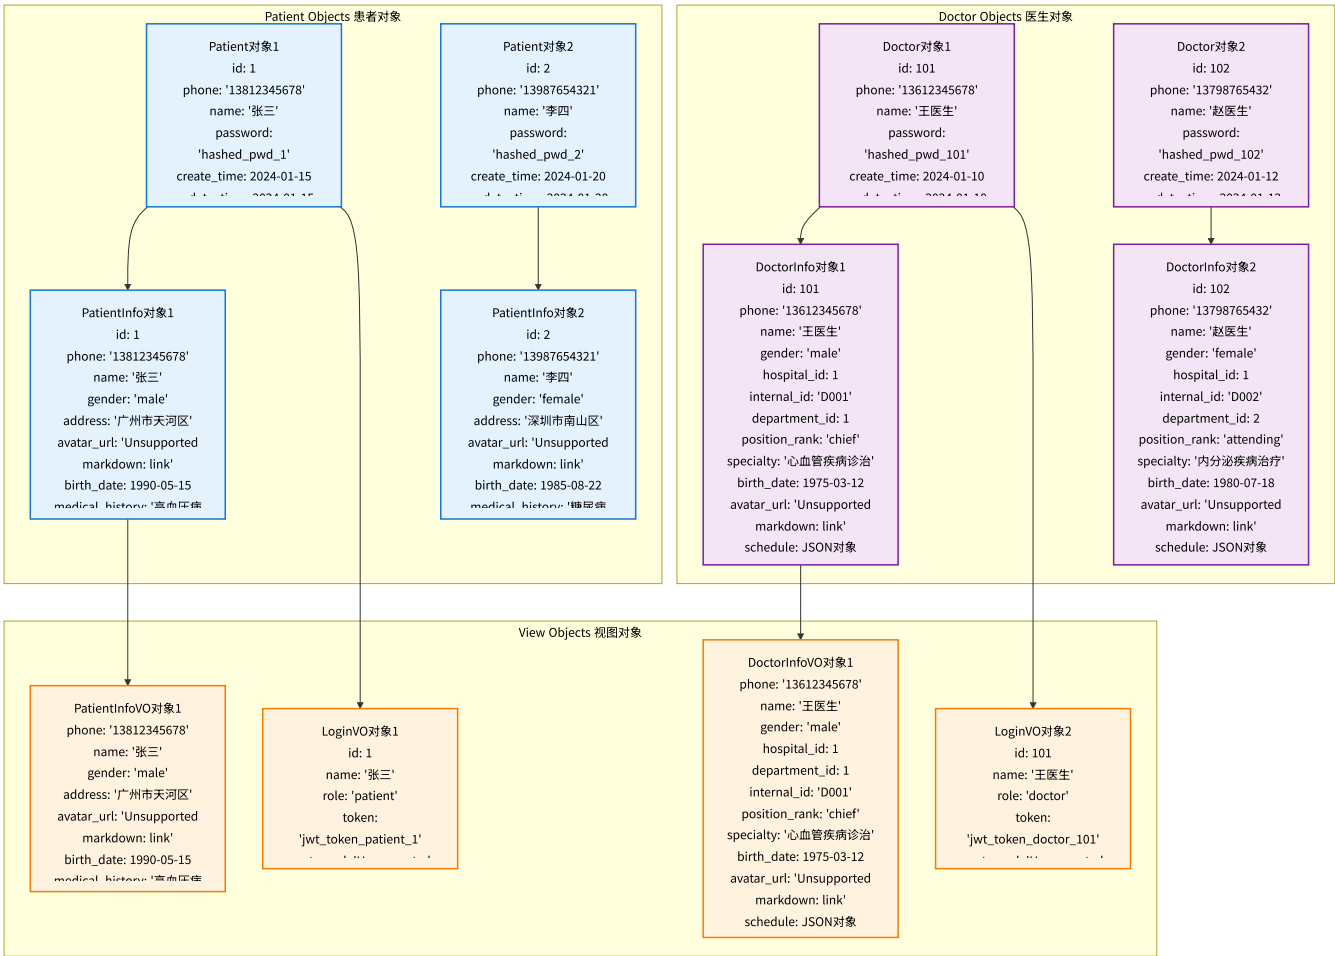 Patient Objects 患者对象
Patient对象1
id: 1
phone: '13812345678'
name: '张三'
password:
'hashed_pwd_1'
create_time: 2024-01-15
Patient对象2
id: 2
phone: '13987654321'
name: '李四'
password:
'hashed_pwd_2'
create_time: 2024-01-20
PatientInfo对象1
id: 1
phone: '13812345678'
name: '张三'
gender: 'male'
address: '广州市天河区'
avatar_url: 'Unsupported
markdown: link'
birth_date: 1990-05-15
medical_history: '高血压病
PatientInfo对象2
id: 2
phone: '13987654321'
name: '李四'
gender: 'female'
address: '深圳市南山区'
avatar_url: 'Unsupported
markdown: link'
birth_date: 1985-08-22
medical_history: '糖尿病
Doctor Objects 医生对象
Doctor对象1
id: 101
phone: '13612345678'
name: '王医生'
password:
'hashed_pwd_101'
create_time: 2024-01-10
Doctor对象2
id: 102
phone: '13798765432'
name: '赵医生'
password:
'hashed_pwd_102'
create_time: 2024-01-12
DoctorInfo对象1
id: 101
phone: '13612345678'
name: '王医生'
gender: 'male'
hospital_id: 1
internal_id: 'D001'
department_id: 1
position_rank: 'chief'
specialty: '心血管疾病诊治'
birth_date: 1975-03-12
avatar_url: 'Unsupported
markdown: link'
schedule: JSON对象
DoctorInfo对象2
id: 102
phone: '13798765432'
name: '赵医生'
gender: 'female'
hospital_id: 1
internal_id: 'D002'
department_id: 2
position_rank: 'attending'
specialty: '内分泌疾病治疗'
birth_date: 1980-07-18
avatar_url: 'Unsupported
markdown: link'
schedule: JSON对象
View Objects 视图对象
PatientInfoVO对象1
phone: '13812345678'
name: '张三'
gender: 'male'
address: '广州市天河区'
avatar_url: 'Unsupported
markdown: link'
birth_date: 1990-05-15
medical_history: '高血压病
LoginVO对象1
id: 1
name: '张三'
role: 'patient'
token:
'jwt_token_patient_1'
DoctorInfoVO对象1
phone: '13612345678'
name: '王医生'
gender: 'male'
hospital_id: 1
department_id: 1
internal_id: 'D001'
position_rank: 'chief'
specialty: '心血管疾病诊治'
birth_date: 1975-03-12
avatar_url: 'Unsupported
markdown: link'
schedule: JSON对象
LoginVO对象2
id: 101
name: '王医生'
role: 'doctor'
token:
'jwt_token_doctor_101'